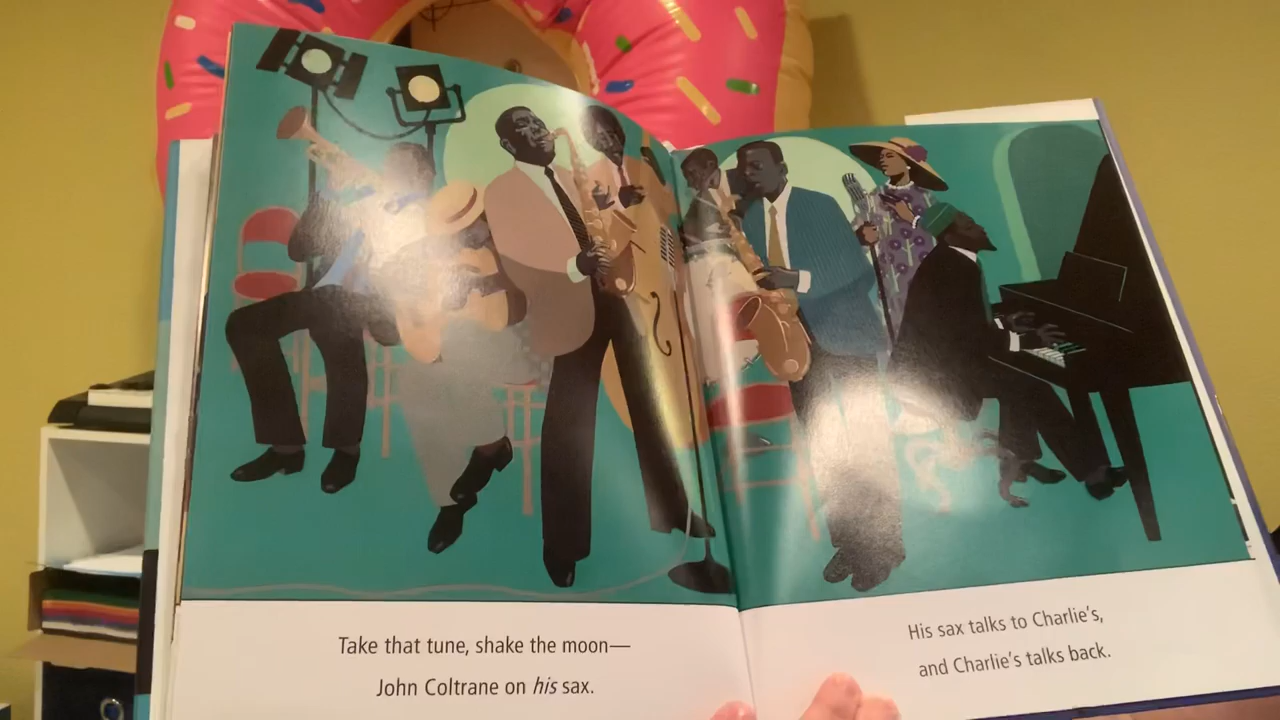 Take that tune, shake the moon—
John Coltrane on his sax.
His sax talks to Charlie's,
and Charlie's talks back.